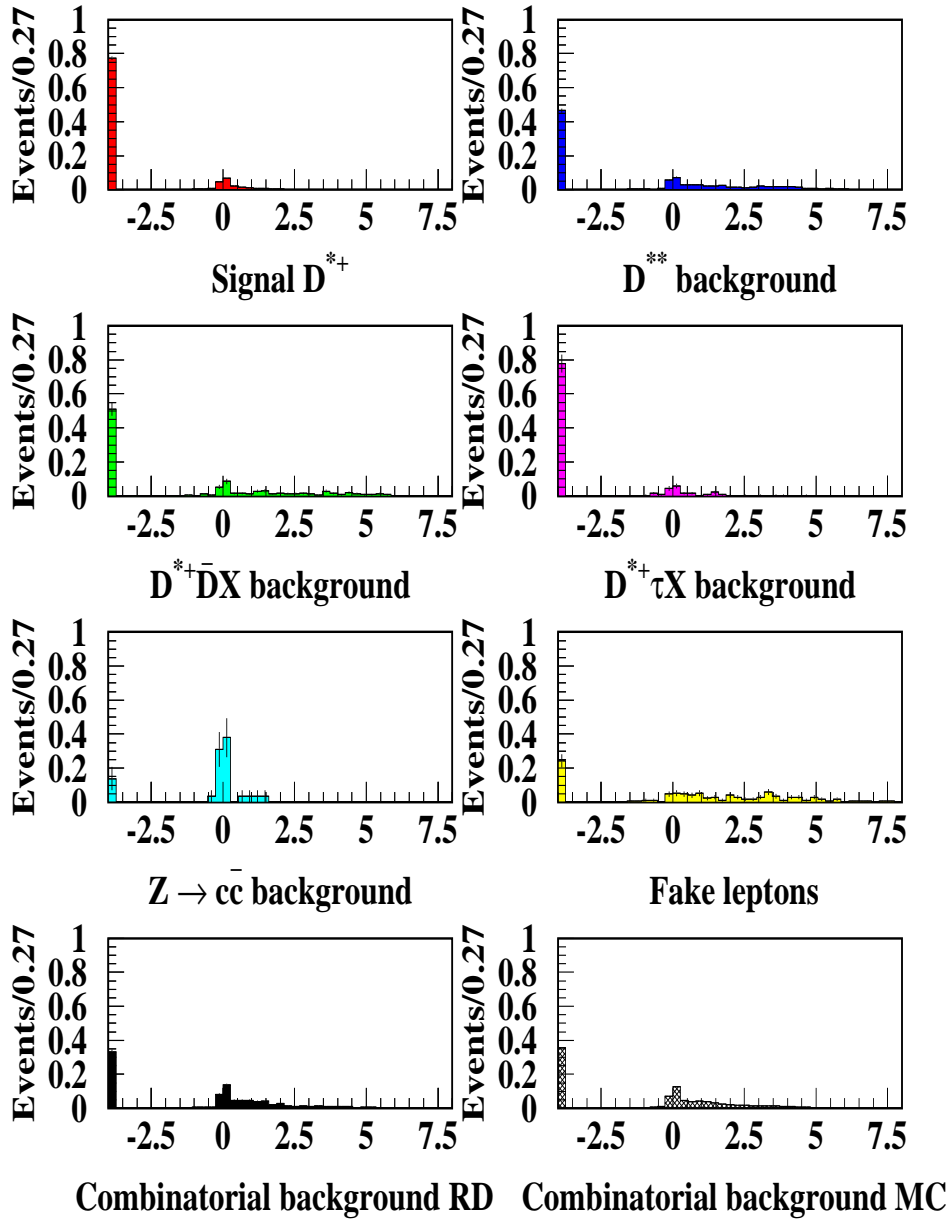 Events/0.27 1 0.8 0.6 0.4 0.2 0 Events/0.27 1 0.8 0.6 0.4 0.2 0
-2.5 0 2.5 5 7.5 -2.5 0 2.5 5 7.5
Signal D*+ D** background
Events/0.27 1 0.8 0.6 0.4 0.2 0 Events/0.27 1 0.8 0.6 0.4 0.2 0
-2.5 0 2.5 5 7.5 -2.5 0 2.5 5 7.5
D*+D̄X background D*+τX background
Events/0.27 1 0.8 0.6 0.4 0.2 0 Events/0.27 1 0.8 0.6 0.4 0.2 0
-2.5 0 2.5 5 7.5 -2.5 0 2.5 5 7.5
Z → cc̄ background Fake leptons
Events/0.27 1 0.8 0.6 0.4 0.2 0 Events/0.27 1 0.8 0.6 0.4 0.2 0
-2.5 0 2.5 5 7.5 -2.5 0 2.5 5 7.5
Combinatorial background RD Combinatorial background MC